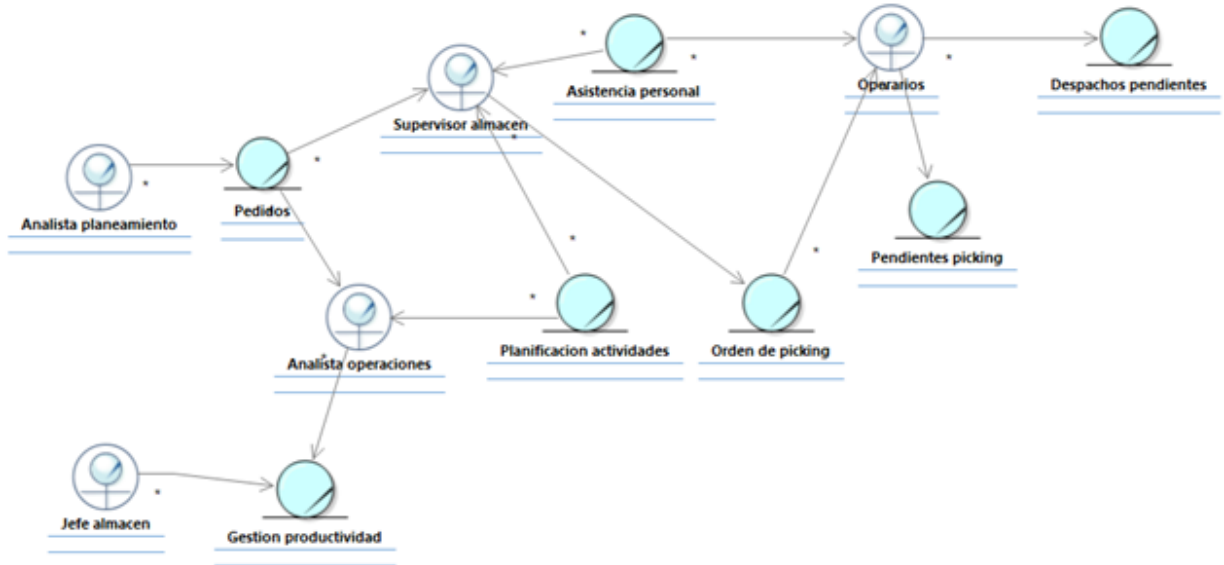 Asistencia personal
Operarios
Despachos pendientes
Supervisor almacen
Analista planeamiento
Pedidos
Pendientes picking
Analista operaciones
Planificacion actividades
Orden de picking
Jefe almacen
Gestion productividad
*
*
*
*
*
*
*
*
*
*
*